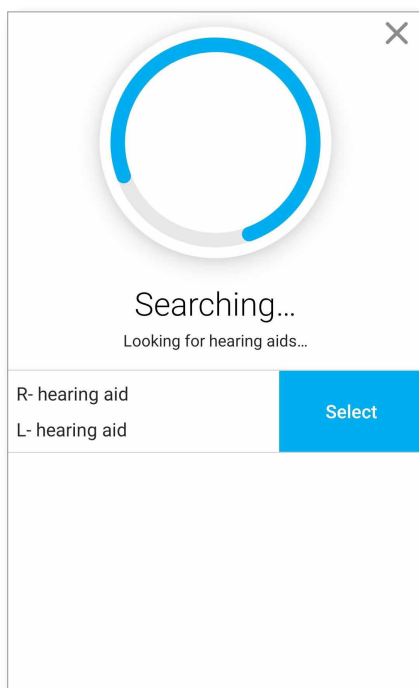 Searching...
Looking for hearing aids...
R- hearing aid
L- hearing aid
Select